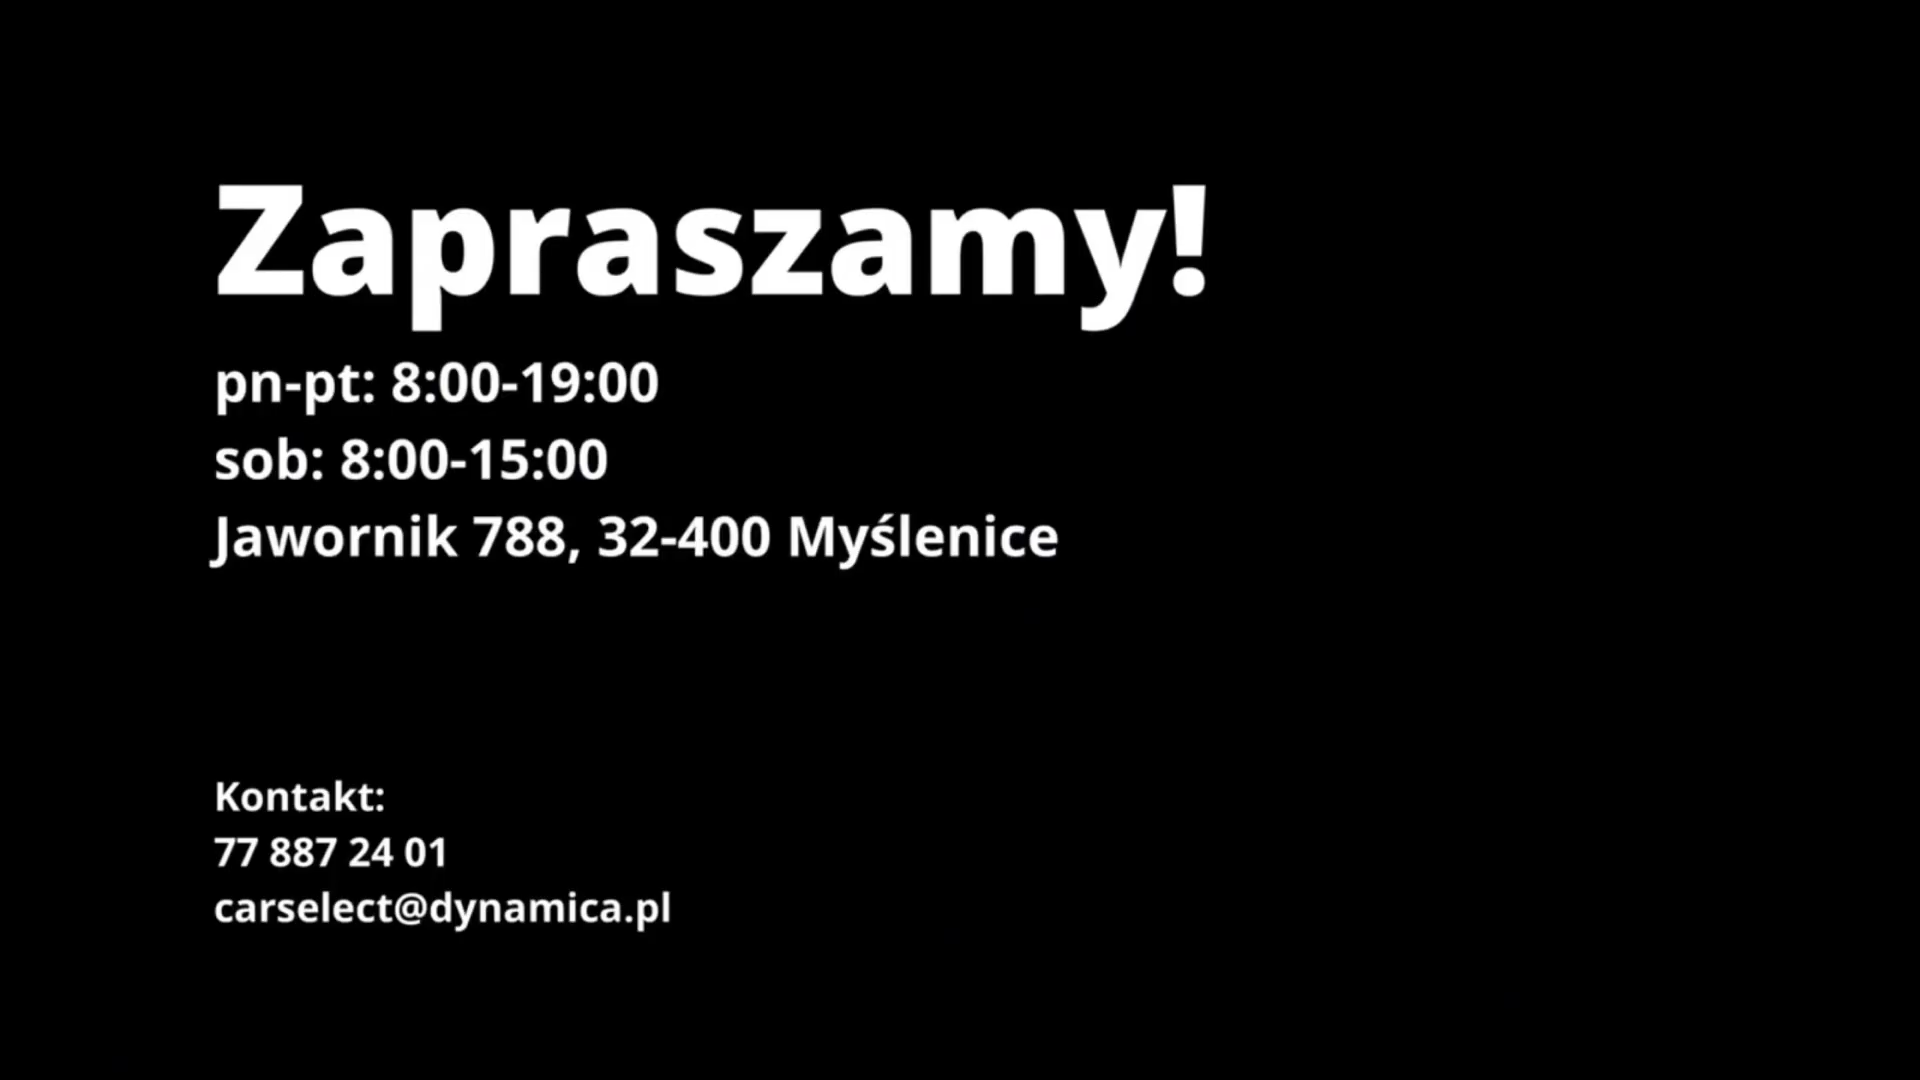 Zapraszamy!
pn-pt: 8:00-19:00
sob: 8:00-15:00
Jawornik 788, 32-400 Myślenice
Kontakt:
77 887 24 01
carselect@dynamica.pl